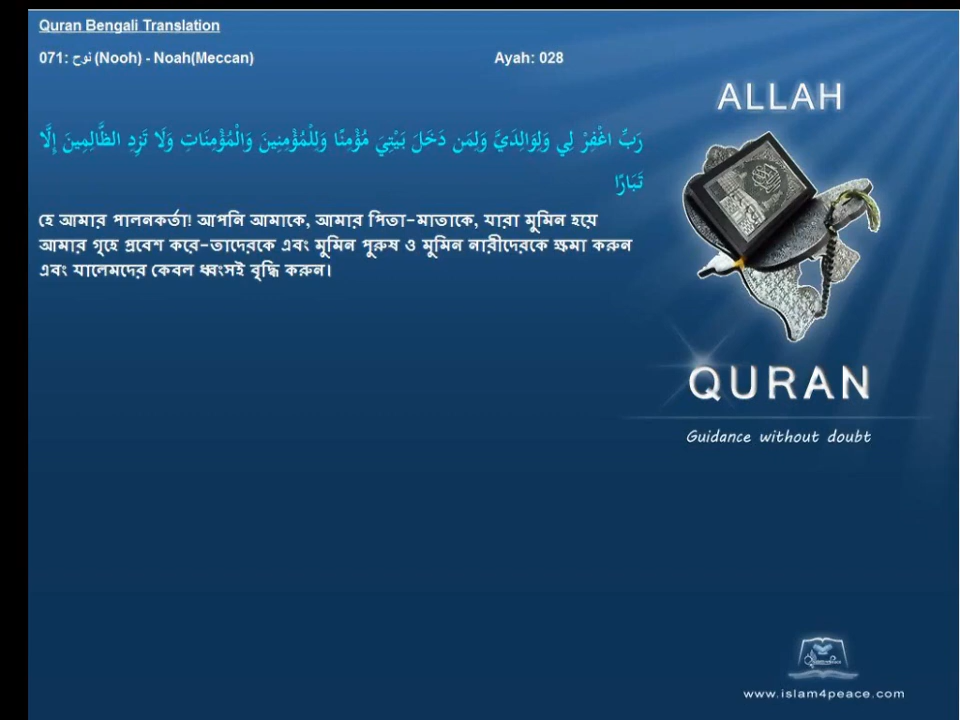 Quran Bengali Translation
071: نوح (Nooh) - Noah(Meccan) Ayah: 028
رَبِّ اغْفِرْ لِي وَلِوَالِدَيَّ وَلِمَن دَخَلَ بَيْتِيَ مُؤْمِنًا وَلِلْمُؤْمِنِينَ وَالْمُؤْمِنَاتِ وَلَا تَزِدِ الظَّالِمِينَ إِلَّا
تَبَارًا
হে আমার পালনকর্তা! আপনি আমাকে, আমার পিতা-মাতাকে, যারা মুমিন হয়ে
আমার গৃহে প্রবেশ করে-তাদেরকে এবং মুমিন পুরুষ ও মুমিন নারীদেরকে ক্ষমা করুন
এবং যালেমদের কেবল ধ্বংসই বৃদ্ধি করুন।
ALLAH
QURAN
Guidance without doubt
www.islam4peace.com